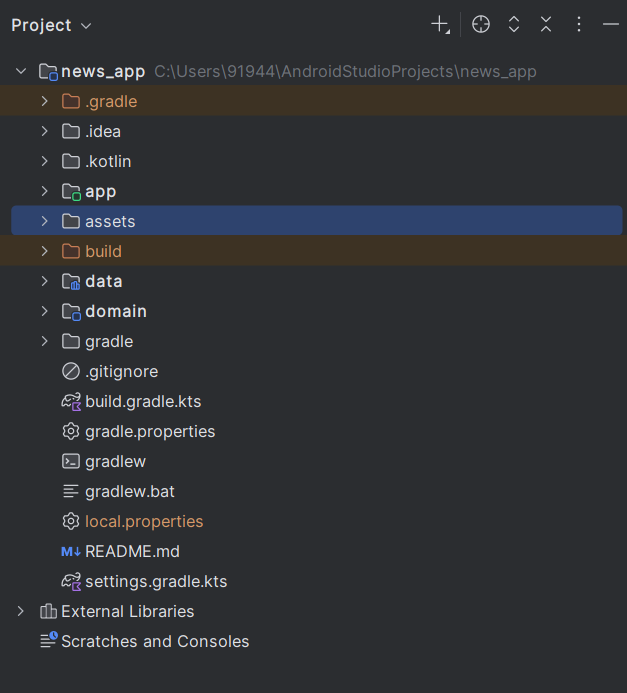 Project
news_app C:\Users\91944\AndroidStudioProjects\news_app
.gradle
.idea
.kotlin
app
assets
build
data
domain
gradle
.gitignore
build.gradle.kts
gradle.properties
gradlew
gradlew.bat
local.properties
M↓ README.md
settings.gradle.kts
External Libraries
Scratches and Consoles